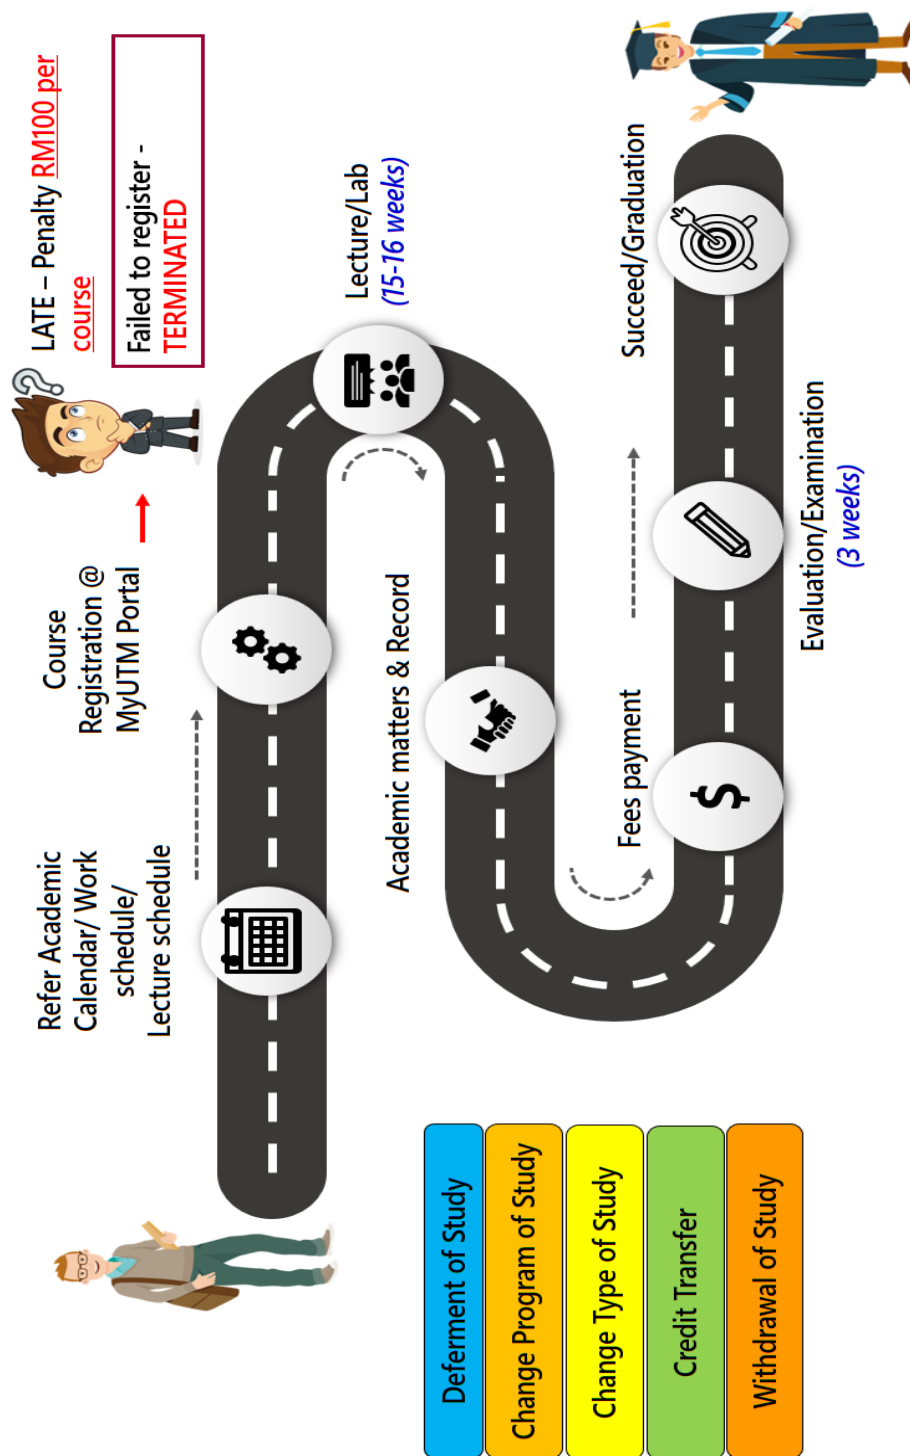 Refer Academic
Calendar/ Work
schedule/
Lecture schedule
Course
Registration @
MyUTM Portal
LATE – Penalty RM100 per
course
Failed to register -
TERMINATED
Lecture/Lab
(15-16 weeks)
Academic matters & Record
Fees payment
Evaluation/Examination
(3 weeks)
Succeed/Graduation
Deferment of Study
Change Program of Study
Change Type of Study
Credit Transfer
Withdrawal of Study